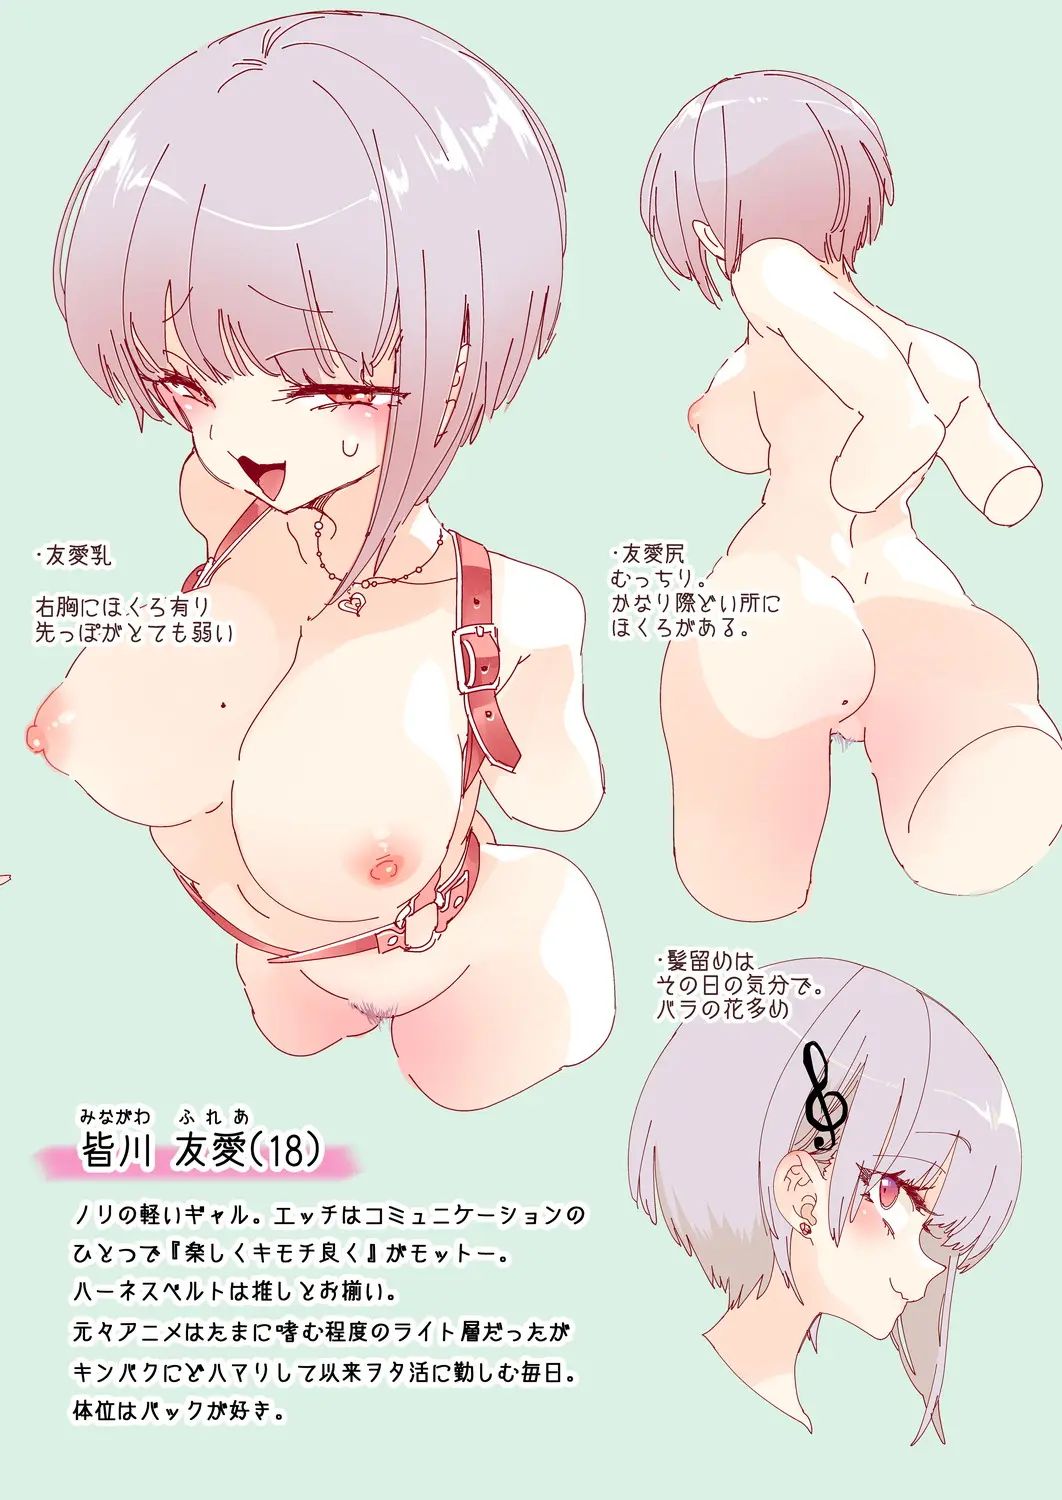 ・友愛乳
右胸にほくろ有り
先っぽがとても弱い
・友愛尻
むっちり。
かなり際どい所に
ほくろがある。
・髪留めは
その日の気分で。
バラの花多め
みながわ ふれあ
皆川 友愛(18)
ノリの軽いギャル。エッチはコミュニケーションの
ひとつで『楽しくキモチ良く』がモットー。
ハーネスベルトは推しとお揃い。
元々アニメはたまに嗜む程度のライト層だったが
キンバクにどハマりして以来ヲタ活に勤しむ毎日。
体位はバックが好き。